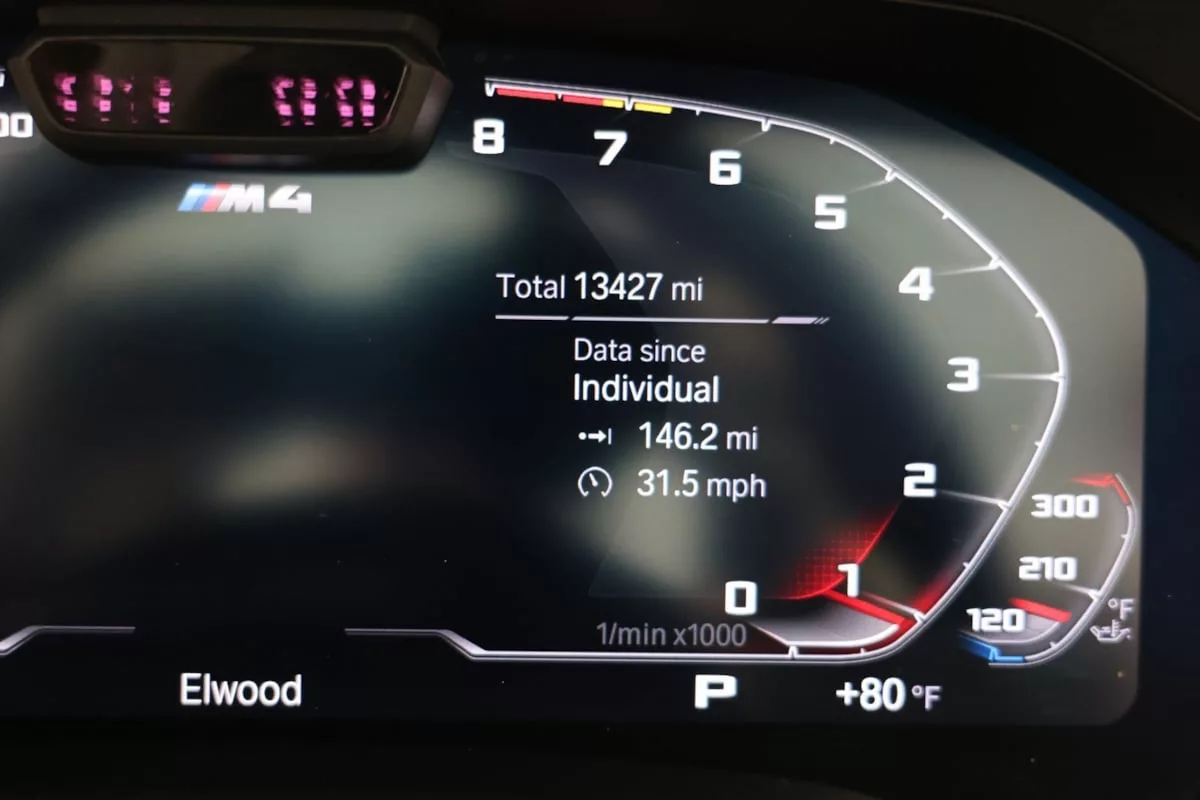 00
8
7
6
M4
5
Total 13427 mi
4
Data since
3
Individual
146.2 mi
31.5 mph
2
300
210
1
0
120
°F
1/min x1000
Elwood
P
+80 °F